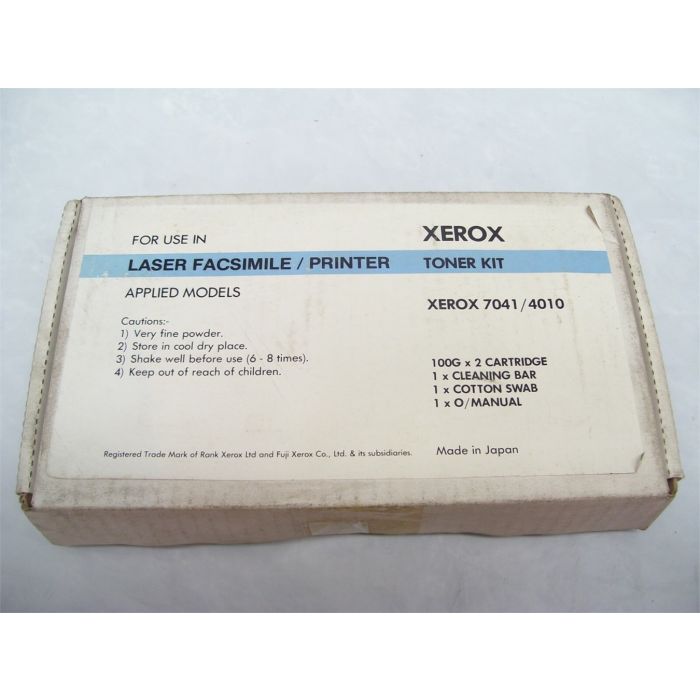 FOR USE IN
LASER FACSIMILE / PRINTER
APPLIED MODELS
Cautions:-
1) Very fine powder.
2) Store in cool dry place.
3) Shake well before use (6 - 8 times).
4) Keep out of reach of children.
Registered Trade Mark of Rank Xerox Ltd and Fuji Xerox Co., Ltd. & its subsidiaries.
XEROX
TONER KIT
XEROX 7041/4010
100G x 2 CARTRIDGE
1 x CLEANING BAR
1 x COTTON SWAB
1 x O/MANUAL
Made in Japan